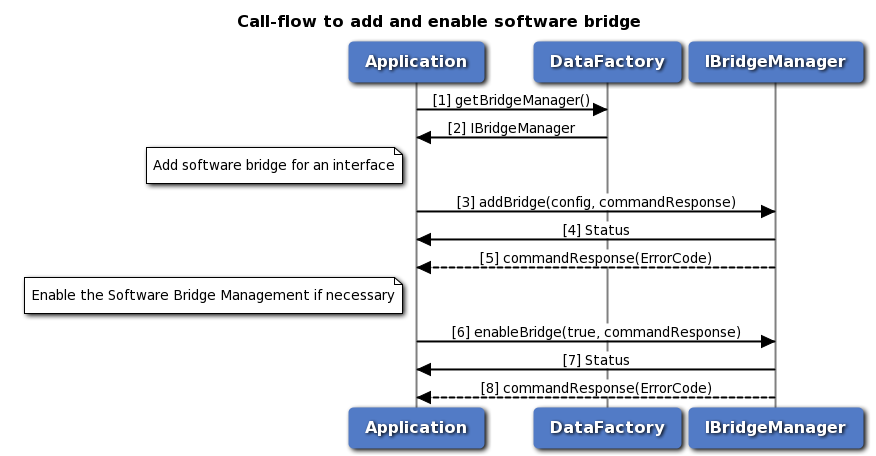 Call-flow to add and enable software bridge
Application
DataFactory
IBridgeManager
[1] getBridgeManager()
[2] IBridgeManager
Add software bridge for an interface
[3] addBridge(config, commandResponse)
[4] Status
[5] commandResponse(ErrorCode)
Enable the Software Bridge Management if necessary
[6] enableBridge(true, commandResponse)
[7] Status
[8] commandResponse(ErrorCode)
Application
DataFactory
IBridgeManager